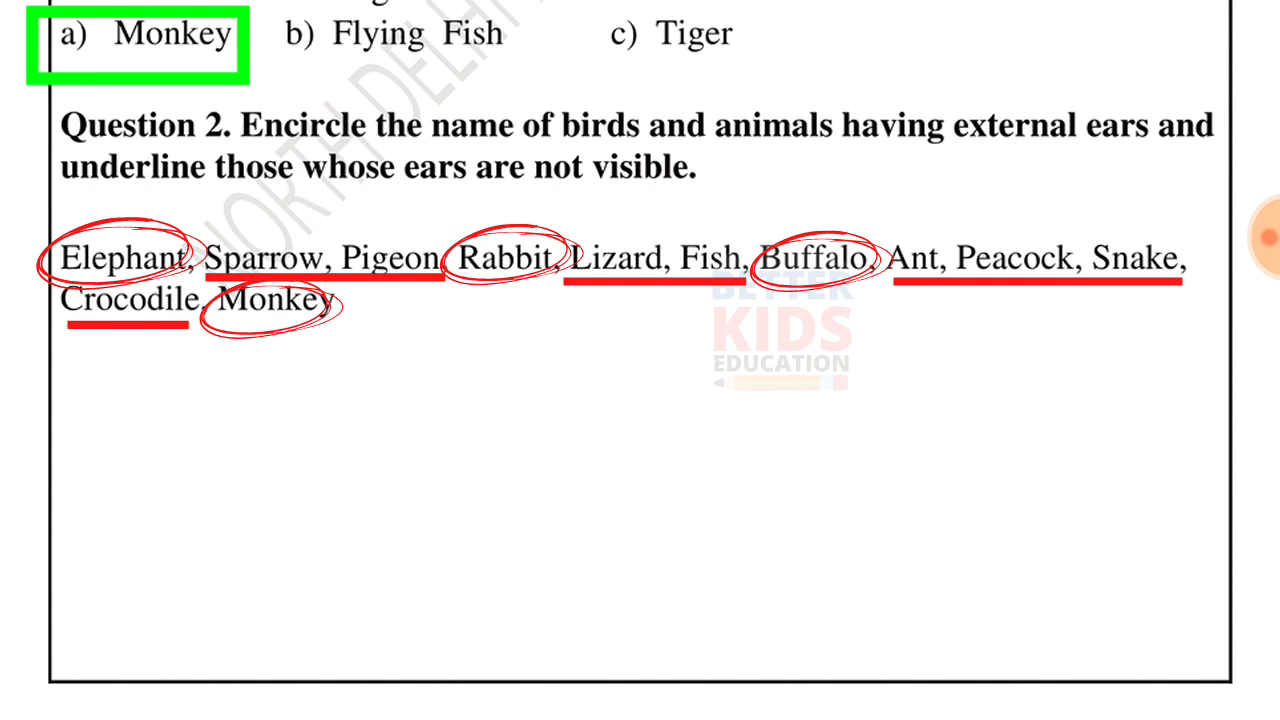 a) Monkey b) Flying Fish c) Tiger
Question 2. Encircle the name of birds and animals having external ears and
underline those whose ears are not visible.
Elephant, Sparrow, Pigeon, Rabbit, Lizard, Fish, Buffalo, Ant, Peacock, Snake,
Crocodile, Monkey
BETTER
KIDS
EDUCATION
NORTH DELHI